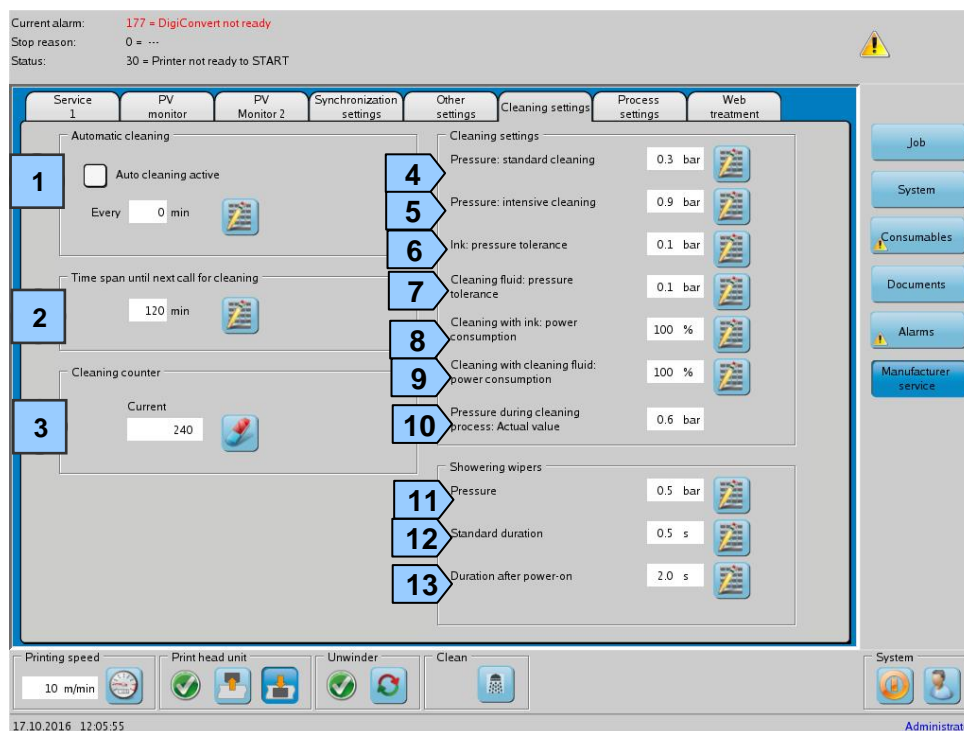 Current alarm: 177 = DigiConvert not ready
Stop reason: 0 = ---
Status: 30 = Printer not ready to START
Service 1
PV monitor
PV Monitor 2
Synchronization settings
Other settings
Cleaning settings
Process settings
Web treatment
Automatic cleaning
1
Auto cleaning active
Every 0 min
2
Time span until next call for cleaning
120 min
3
Cleaning counter
Current
240
Cleaning settings
4 Pressure: standard cleaning 0.3 bar
5 Pressure: intensive cleaning 0.9 bar
6 Ink: pressure tolerance 0.1 bar
7 Cleaning fluid: pressure
tolerance 0.1 bar
8 Cleaning with ink: power
consumption 100 %
9 Cleaning with cleaning fluid:
power consumption 100 %
10 Pressure during cleaning
process: Actual value 0.6 bar
Showering wipers
11 Pressure 0.5 bar
12 Standard duration 0.5 s
13 Duration after power-on 2.0 s
Job
System
Consumables
Documents
Alarms
Manufacturer
service
Printing speed
10 m/min
Print head unit
Unwinder
Clean
System
17.10.2016 12:05:55
Administrat